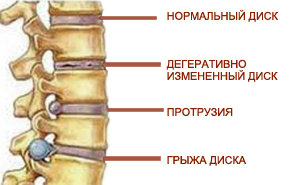 НОРМАЛЬНЫЙ ДИСК
ДЕГЕРАТИВНО
ИЗМЕНЕННЫЙ ДИСК
ПРОТРУЗИЯ
ГРЫЖА ДИСКА